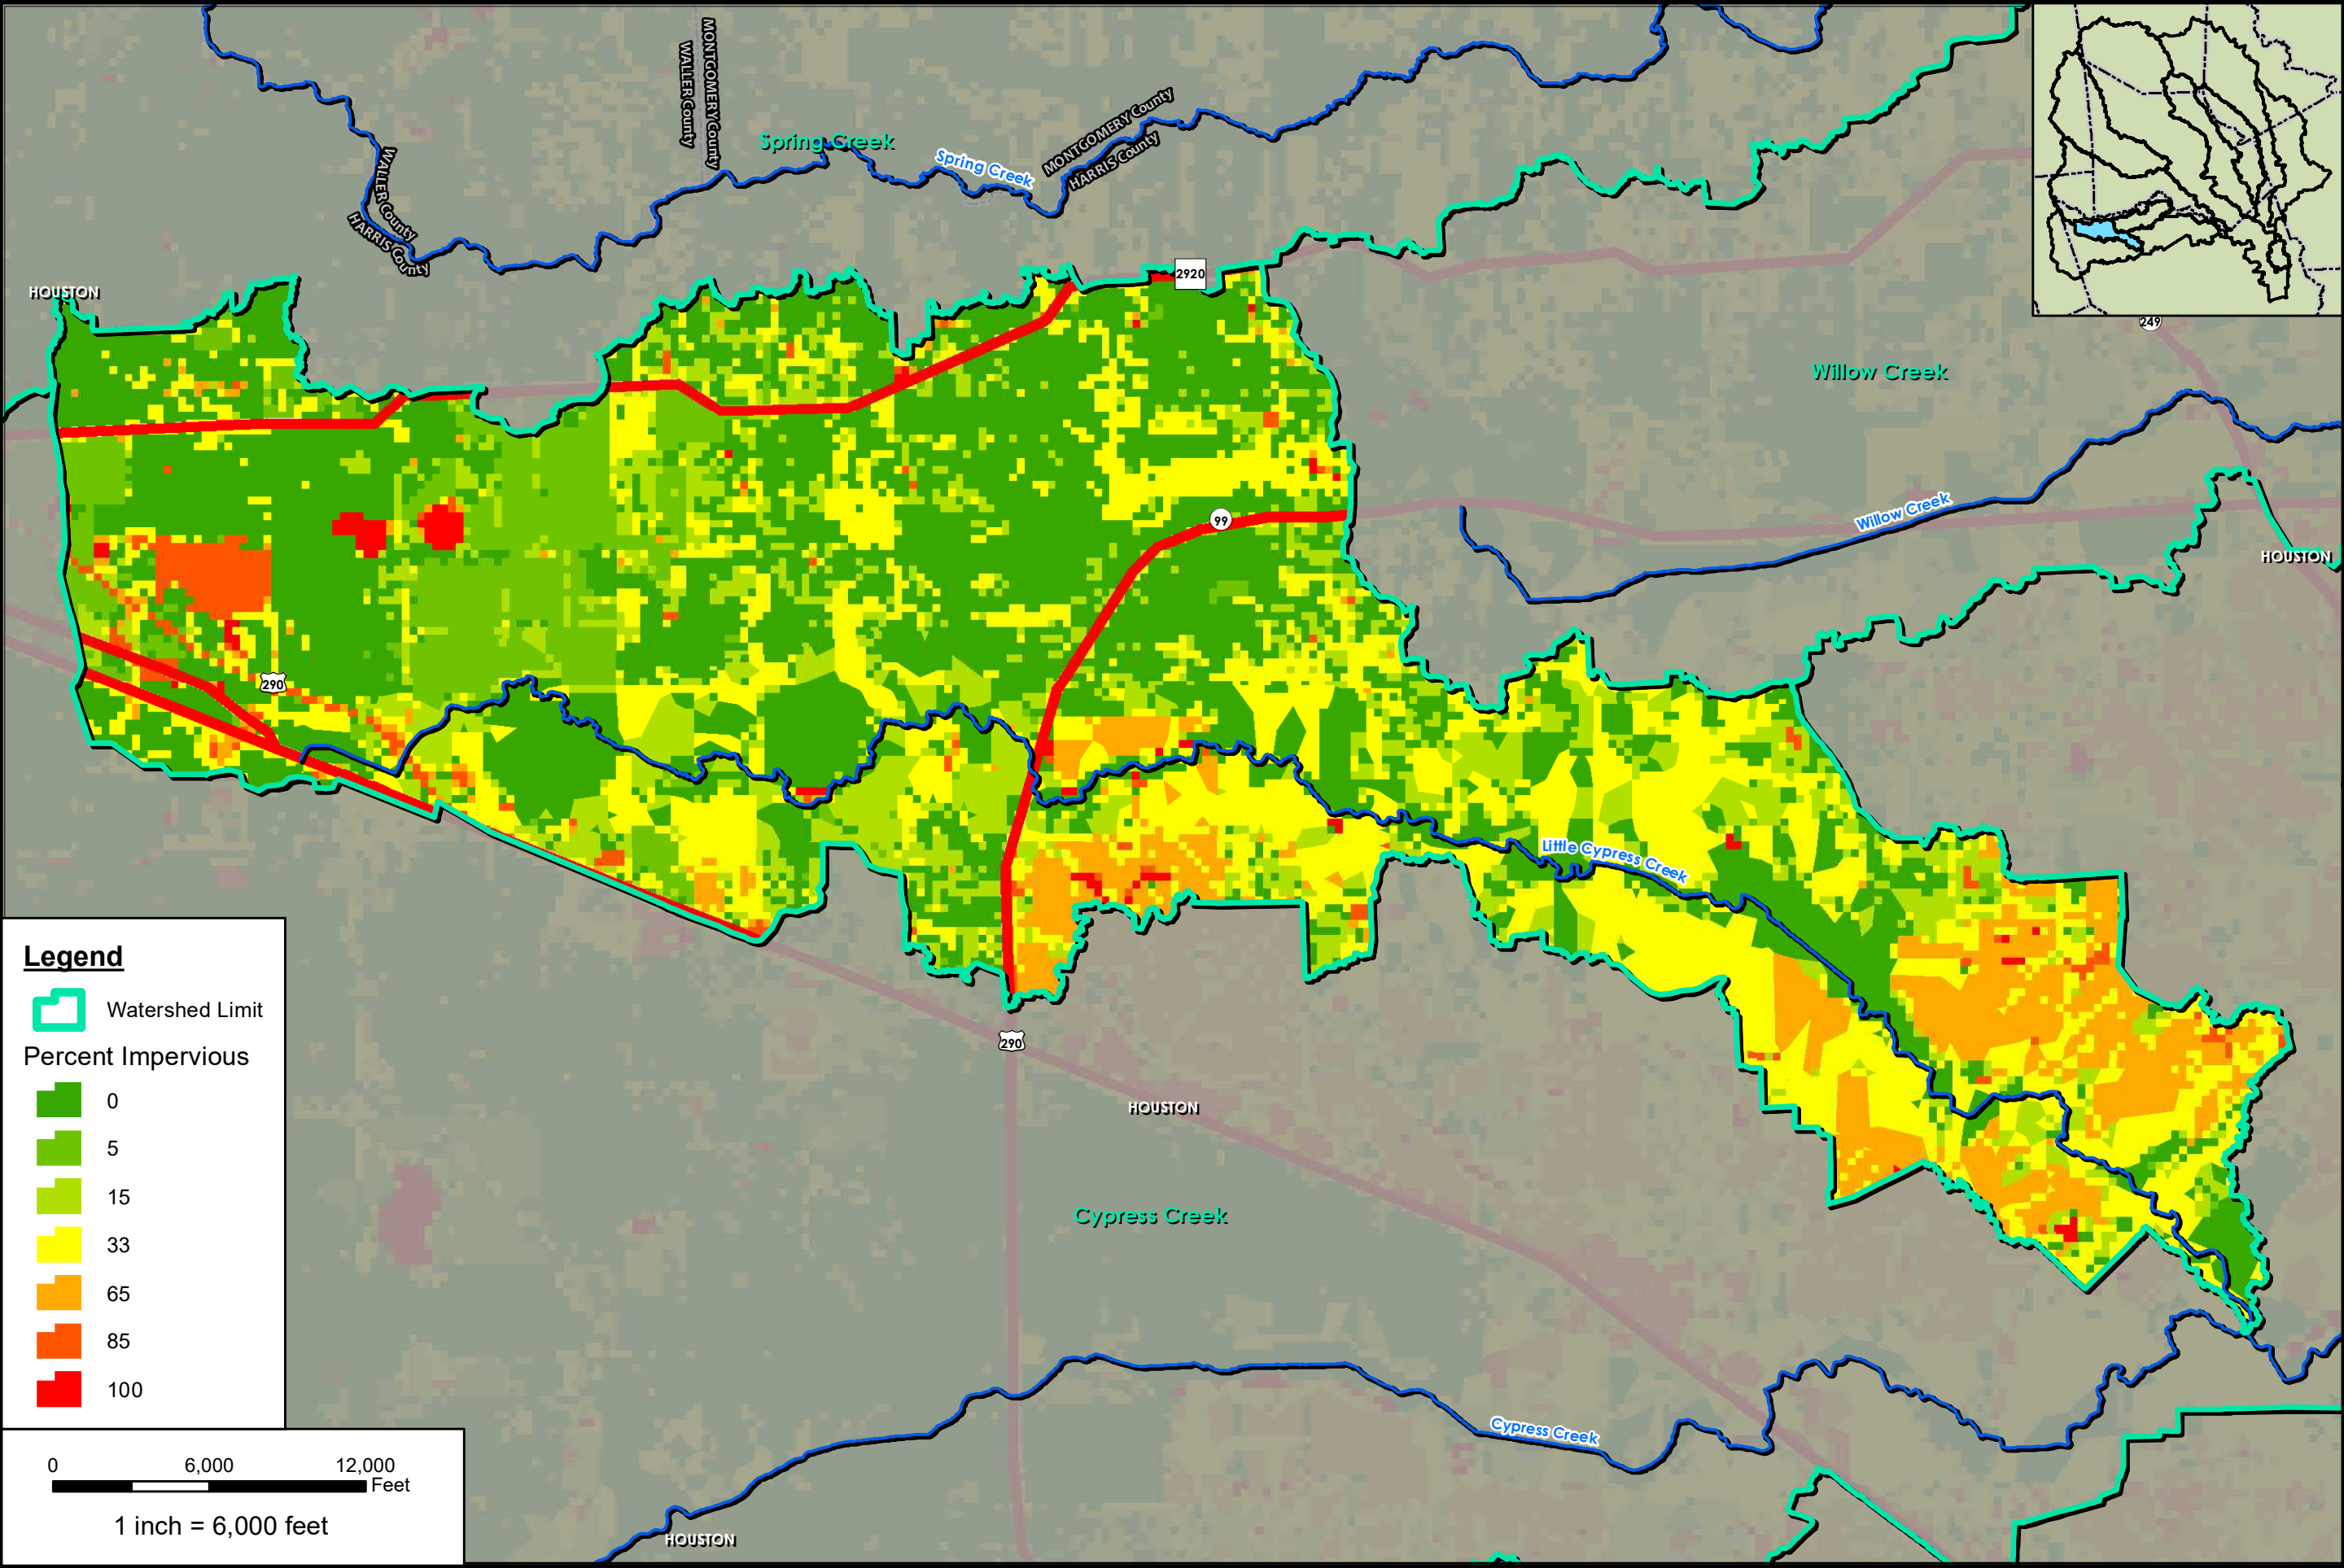 MONTGOMERY County
WALLER County
Spring Creek
Spring Creek
MONTGOMERY County
HARRIS County
WALLER County
HARRIS County
HOUSTON
2920
249
Willow Creek
99
Willow Creek
HOUSTON
290
Little Cypress Creek
290
HOUSTON
Cypress Creek
Cypress Creek
HOUSTON
Legend
Watershed Limit
Percent Impervious
0
5
15
33
65
85
100
0 6,000 12,000
Feet
1 inch = 6,000 feet